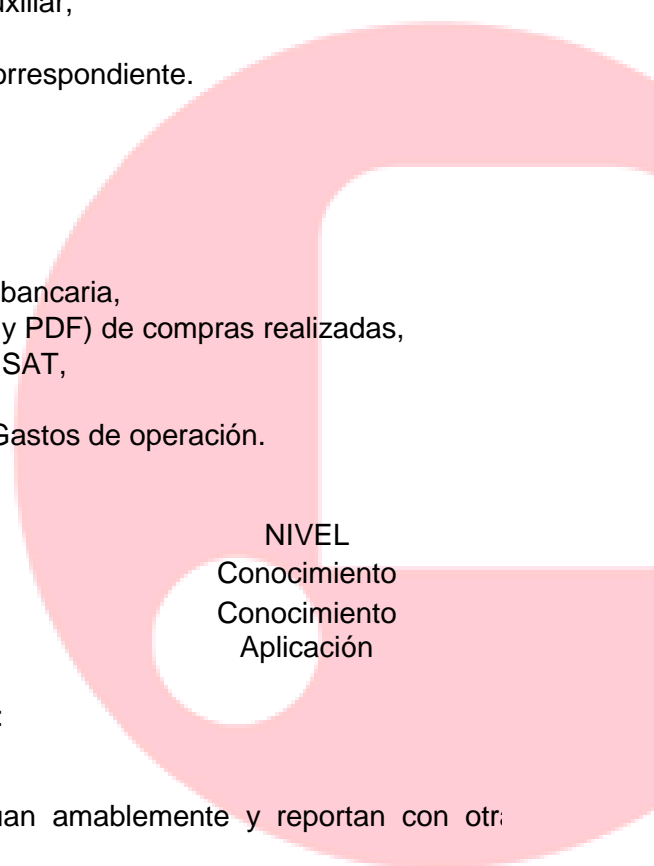 uxiliar,
orrespondiente.
bancaria,
y PDF) de compras realizadas,
SAT,
Gastos de operación.
NIVEL
Conocimiento
Conocimiento
Aplicación
:
uan amablemente y reportan con otra